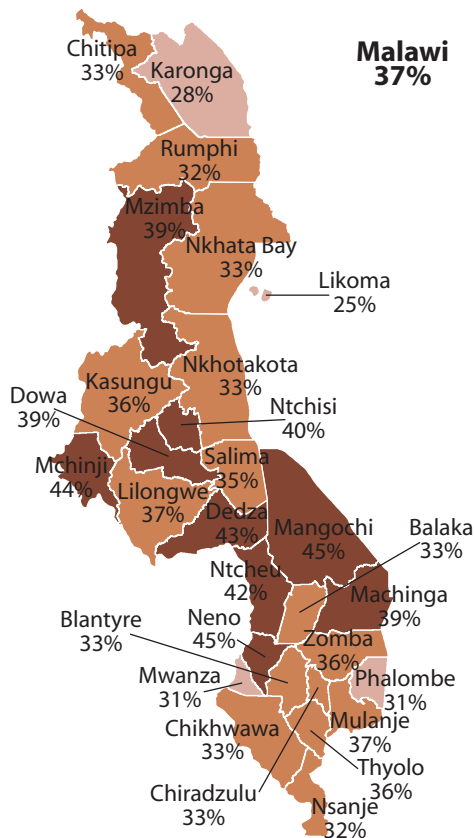 Malawi
37%
Chitipa
33%
Karonga
28%
Rumphi
32%
Mzimba
39%
Nkhata Bay
33%
Likoma
25%
Nkhotakota
33%
Kasungu
36%
Dowa
39%
Ntchisi
40%
Mchinji
44%
Salima
35%
Lilongwe
37%
Dedza
43%
Mangochi
45%
Balaka
33%
Ntcheu
42%
Machinga
39%
Blantyre
33%
Neno
45%
Zomba
36%
Mwanza
31%
Phalombe
31%
Chikhwawa
33%
Mulanje
37%
Thyolo
36%
Chiradzulu
33%
Nsanje
32%